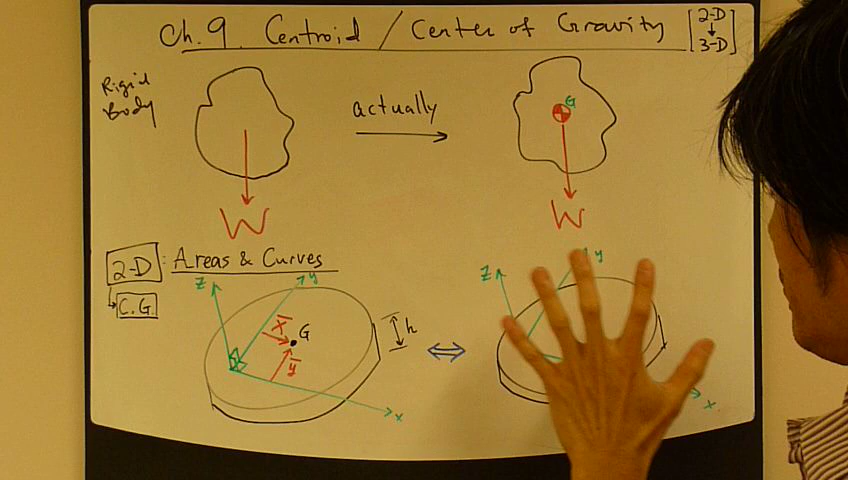 Ch. 9 Centroid / Center of Gravity [2-D ↓ 3-D]
Rigid
Body
actually
G
W
W
2-D : Areas & Curves
C.G.
z
y
x̄
G
ȳ
x
h
z
y
x